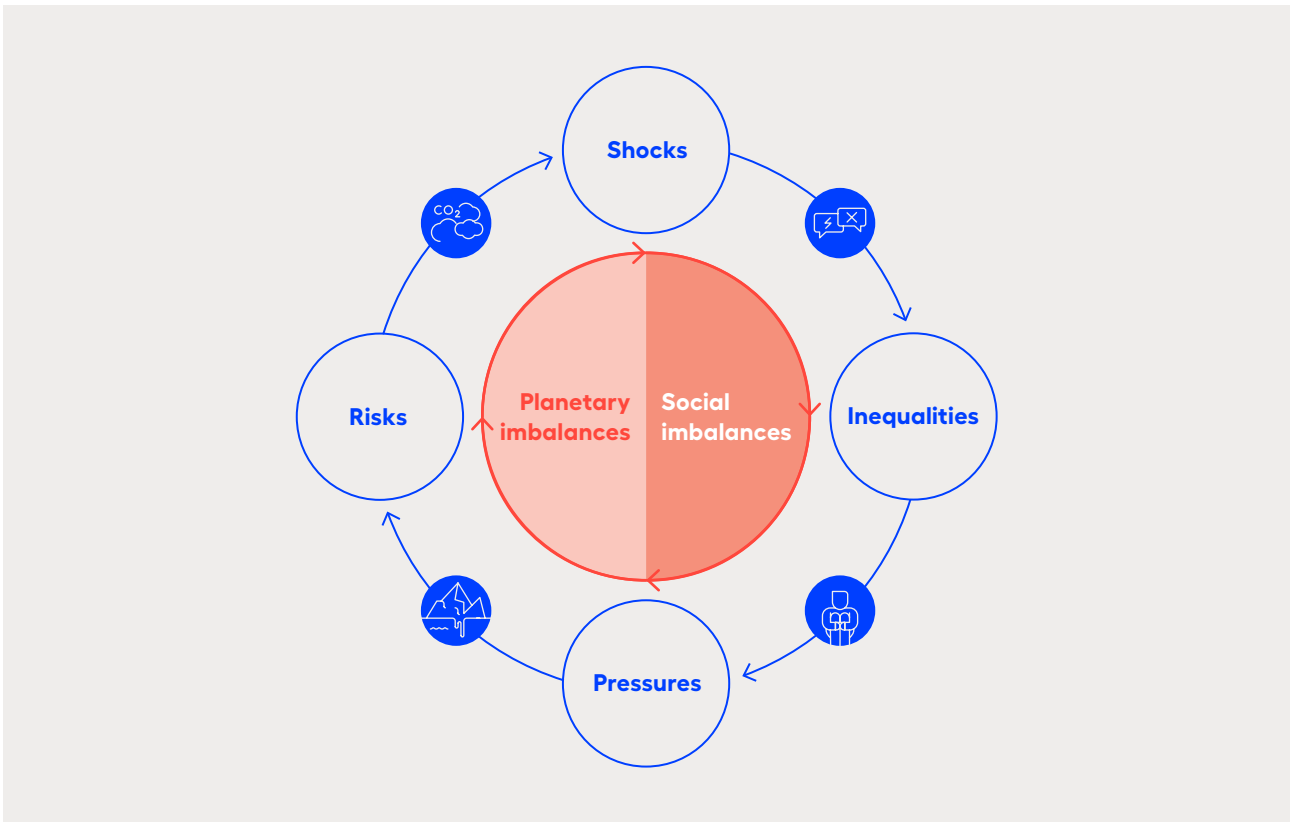 Shocks
CO2
Risks
Planetary
imbalances
Social
imbalances
Inequalities
Pressures